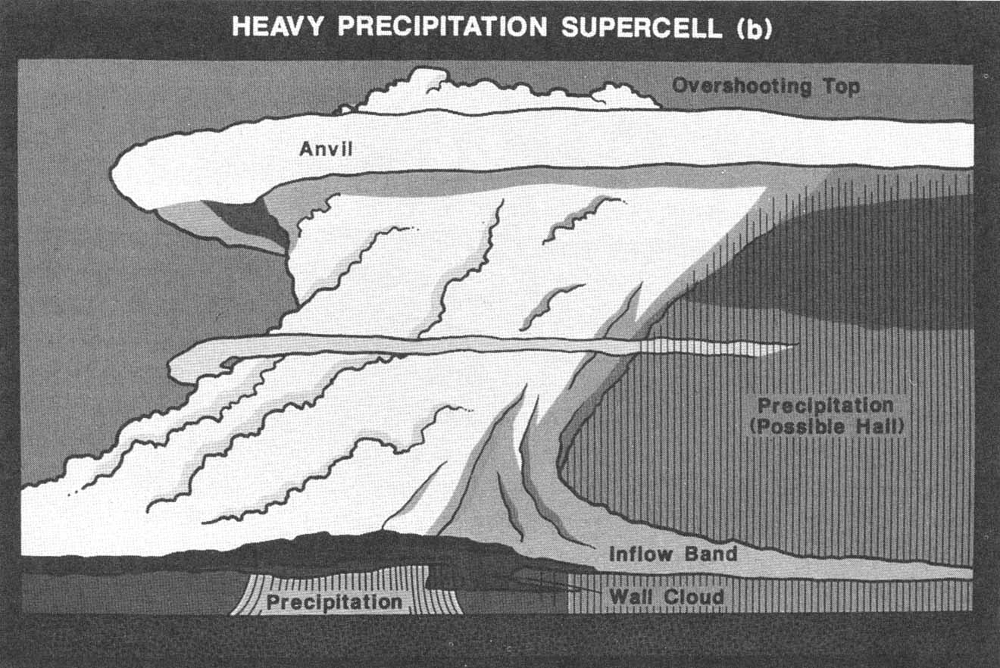 HEAVY PRECIPITATION SUPERCELL (b)
Overshooting Top
Anvil
Precipitation
(Possible Hail)
Inflow Band
Wall Cloud
Precipitation